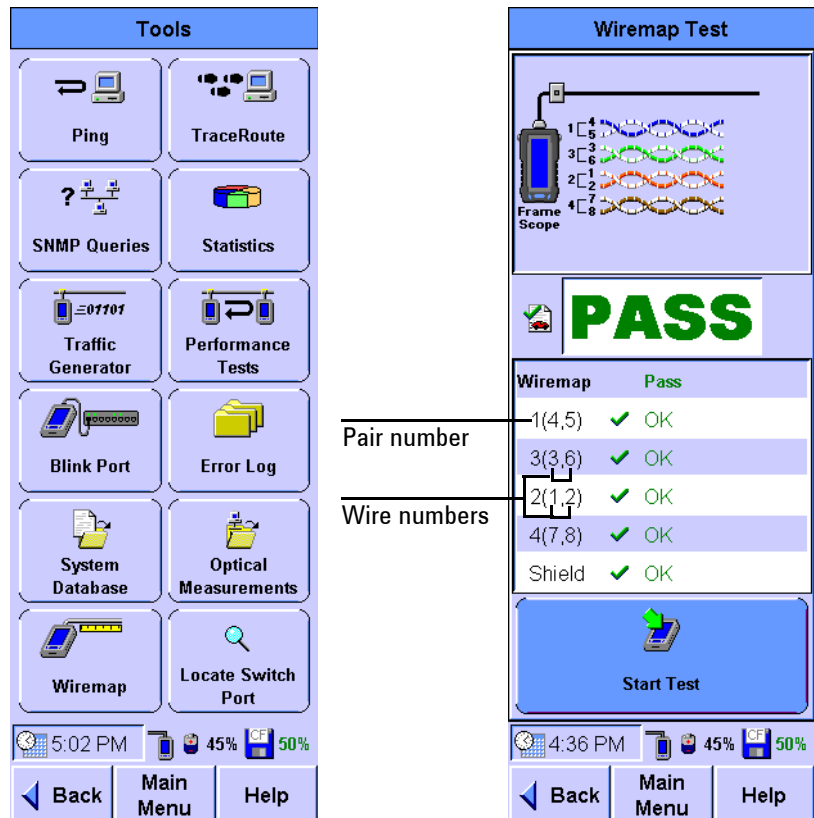 Tools
Ping
TraceRoute
?
SNMP Queries
Statistics
=01101
Traffic
Generator
Performance
Tests
Blink Port
Error Log
System
Database
Optical
Measurements
Wiremap
Locate Switch
Port
5:02 PM
45%
CF
50%
Back
Main
Menu
Help
Pair number
Wire numbers
Wiremap Test
1 4 5
3 3 6
2 1 2
4 7 8
Frame
Scope
PASS
Wiremap Pass
1(4,5) ✔ OK
3(3,6) ✔ OK
2(1,2) ✔ OK
4(7,8) ✔ OK
Shield ✔ OK
Start Test
4:36 PM
45%
CF
50%
Back
Main
Menu
Help